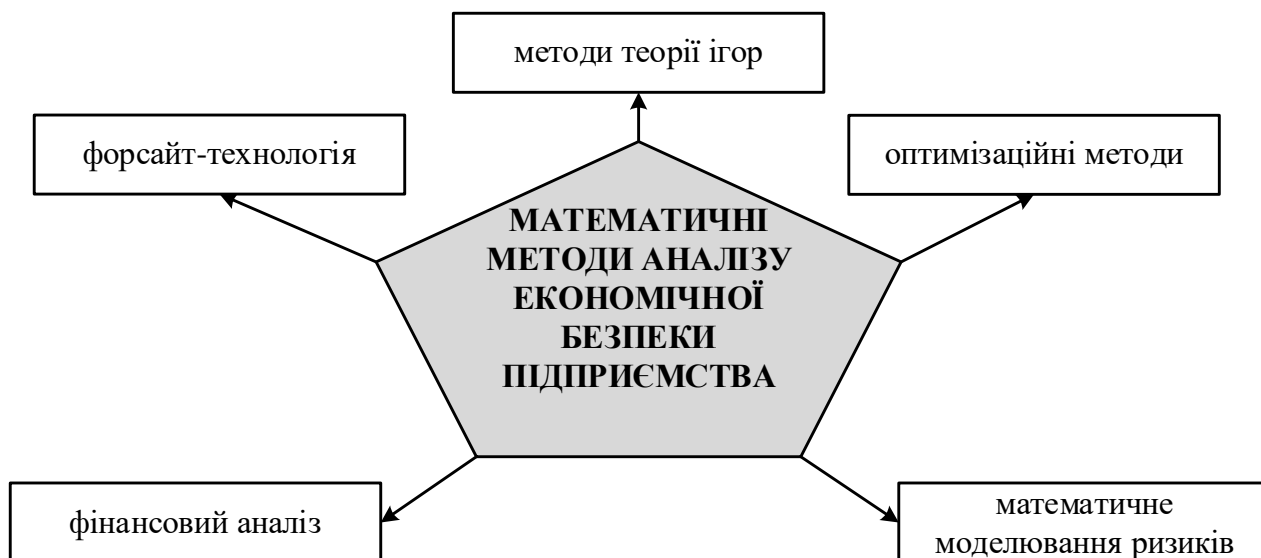 методи теорії ігор
форсайт-технологія
оптимізаційні методи
МАТЕМАТИЧНІ
МЕТОДИ АНАЛІЗУ
ЕКОНОМІЧНОЇ
БЕЗПЕКИ
ПІДПРИЄМСТВА
фінансовий аналіз
математичне
моделювання ризиків